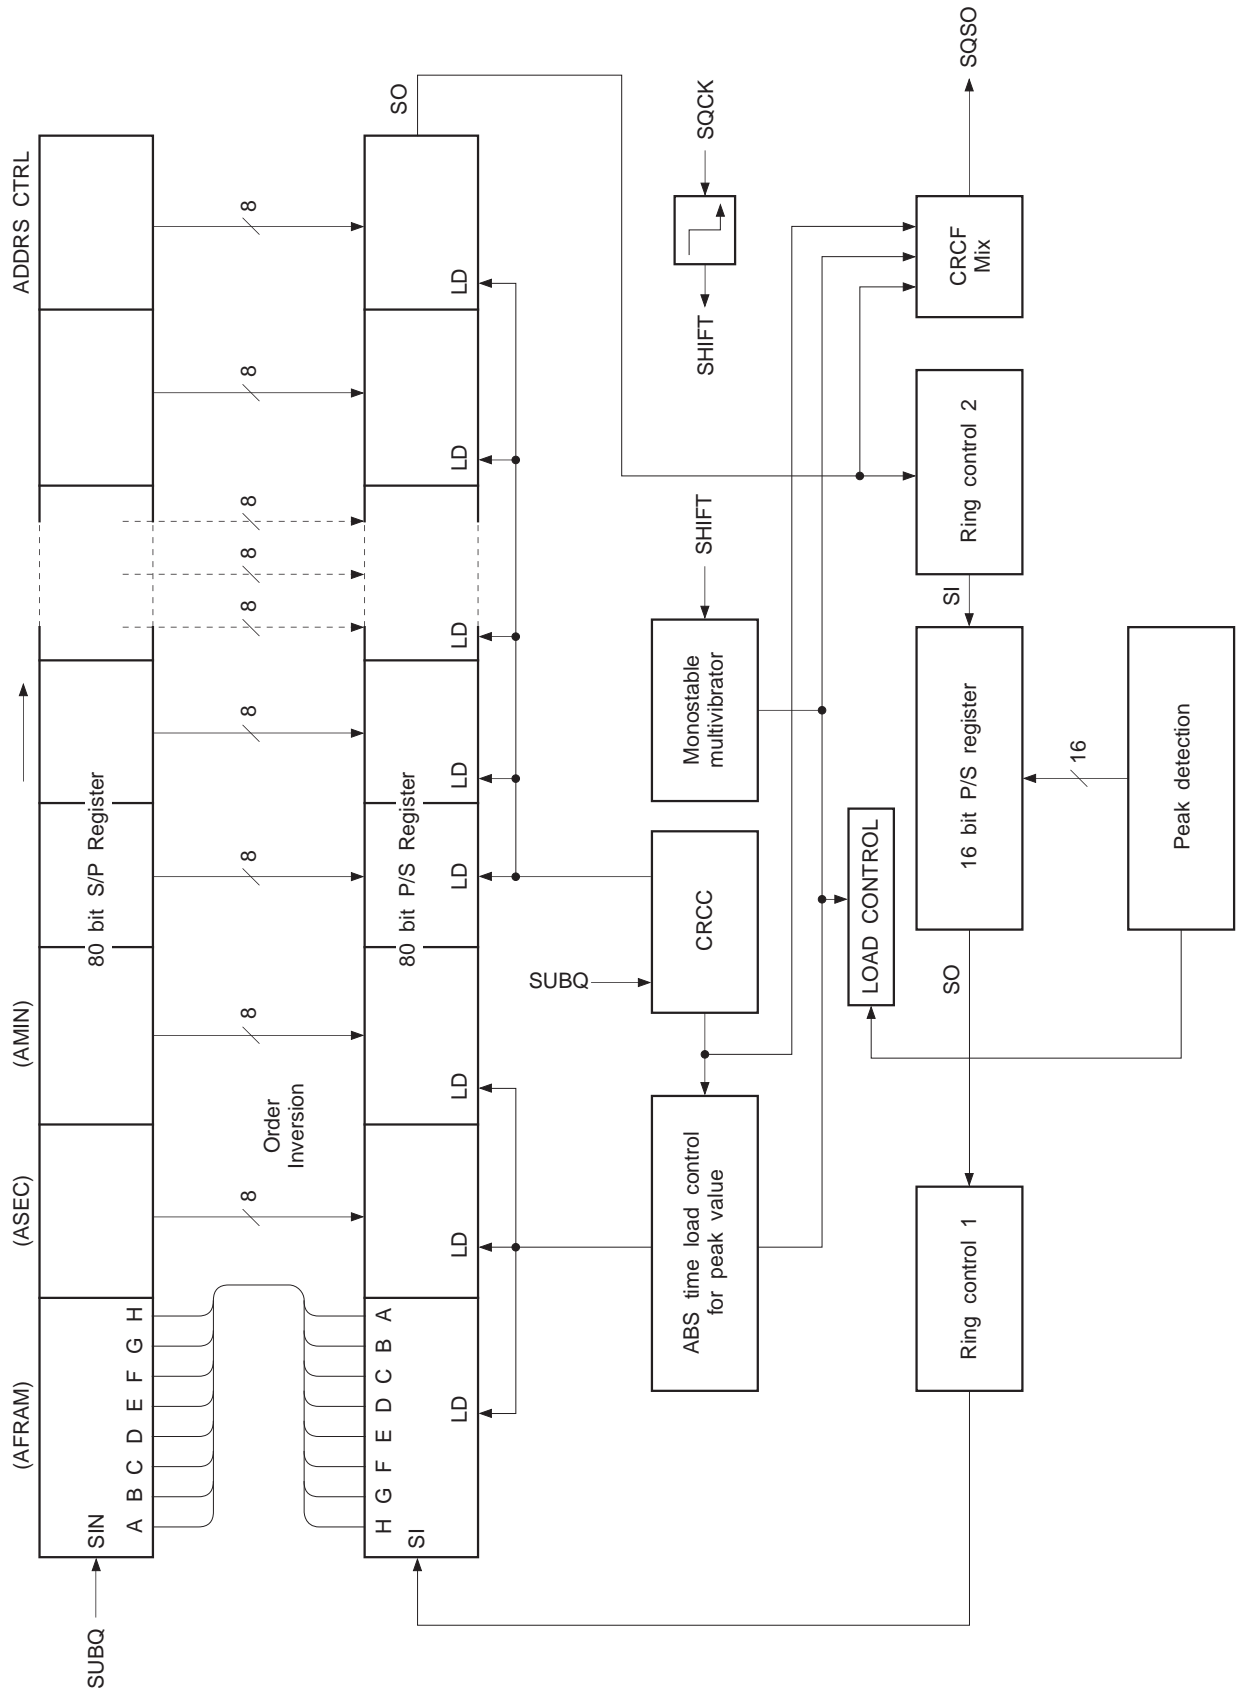 (AFRAM)
(ASEC)
(AMIN)
ADDRS CTRL
SUBQ
SIN
80 bit S/P Register
A B C D E F G H
Order
Inversion
8
8
8
8
8
8
8
8
8
H G F E D C B A
SI
80 bit P/S Register
LD
LD
LD
LD
LD
LD
LD
LD
SO
SUBQ
ABS time load control
for peak value
CRCC
Monostable
multivibrator
SHIFT
SHIFT
SQCK
LOAD CONTROL
Ring control 1
SO
16 bit P/S register
SI
Ring control 2
CRCF
Mix
SQSO
16
Peak detection